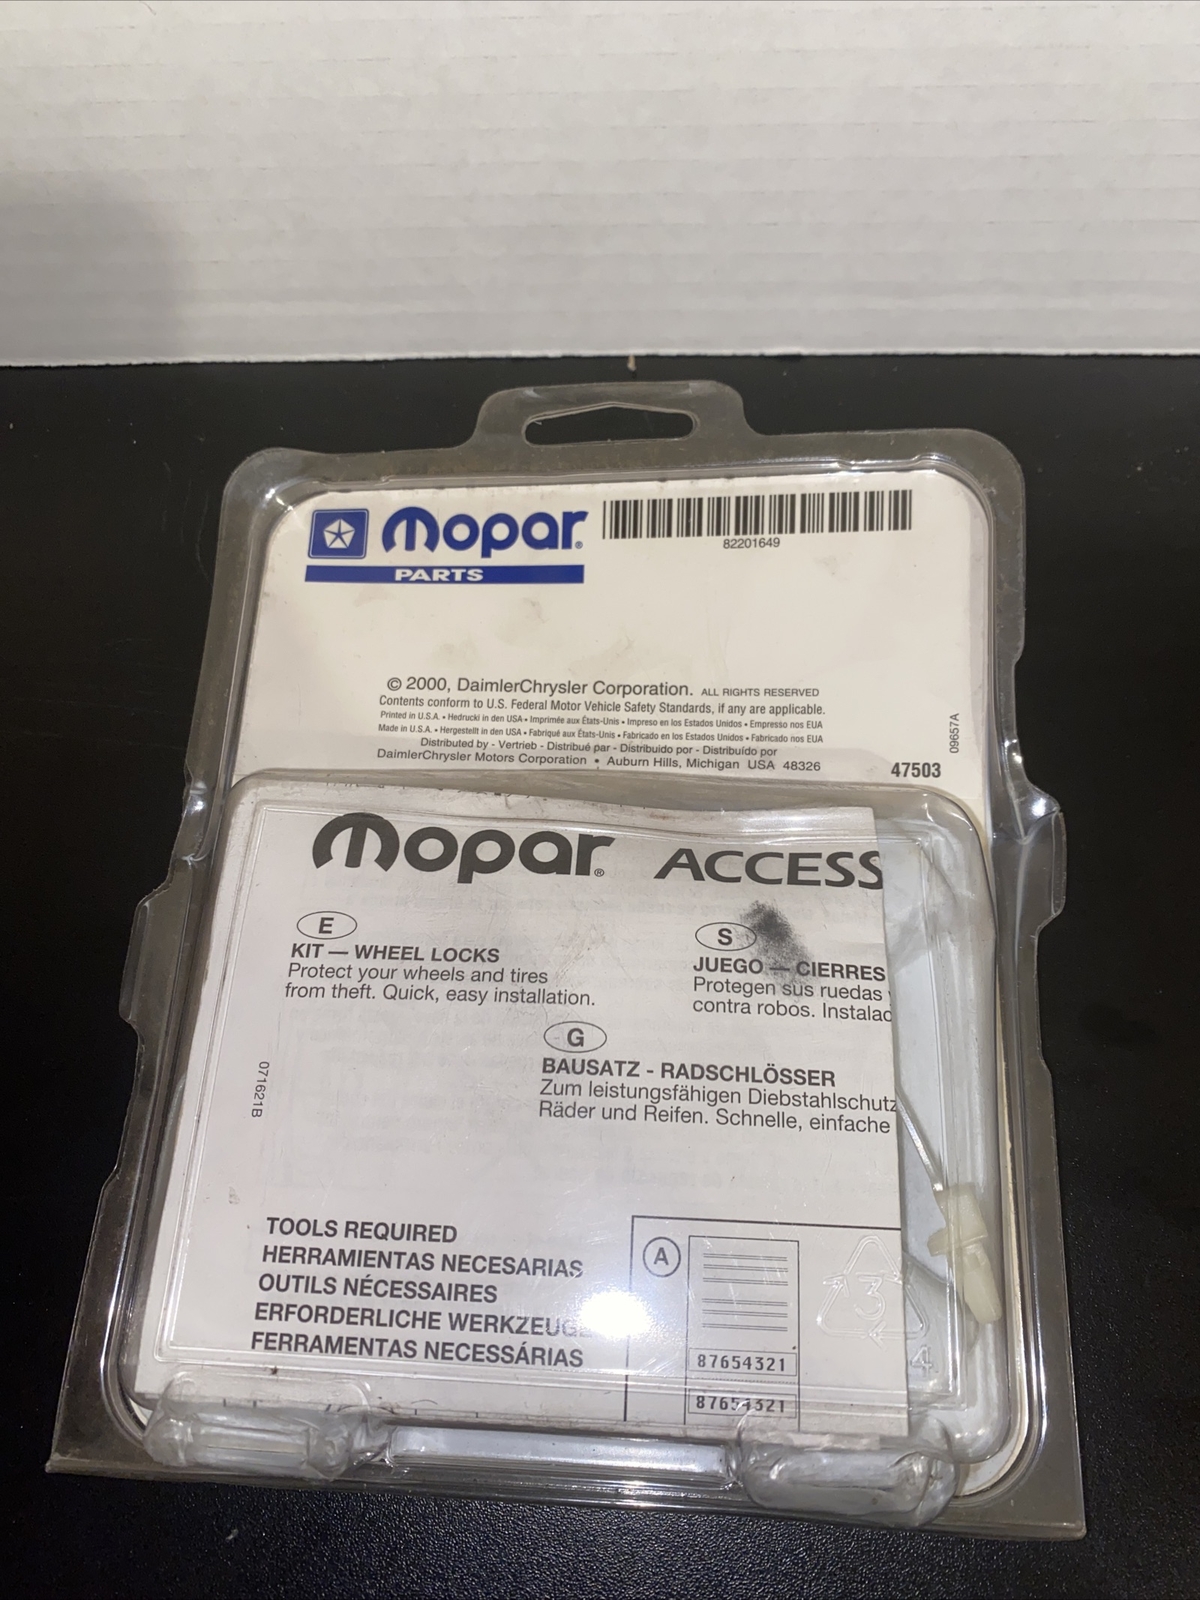 Mopar®
PARTS
82201649
© 2000, DaimlerChrysler Corporation. ALL RIGHTS RESERVED
Contents conform to U.S. Federal Motor Vehicle Safety Standards, if any are applicable.
Printed in U.S.A. • Hedruckt in den USA • Imprimée aux États-Unis • Impreso en los Estados Unidos • Empresso nos EUA
Made in U.S.A. • Hergestellt in den USA • Fabriqué aux États-Unis • Fabricado en los Estados Unidos • Fabricado nos EUA
Distributed by - Vertrieb - Distribué par - Distribuido por - Distribuído por
DaimlerChrysler Motors Corporation • Auburn Hills, Michigan USA 48326
47503
09657A
Mopar® ACCESS
E
KIT — WHEEL LOCKS
Protect your wheels and tires
from theft. Quick, easy installation.
S
JUEGO — CIERRES
Protegen sus ruedas
contra robos. Instalac
G
BAUSATZ - RADSCHLÖSSER
Zum leistungsfähigen Diebstahlschutz
Räder und Reifen. Schnelle, einfache
071621B
TOOLS REQUIRED
HERRAMIENTAS NECESARIAS
OUTILS NÉCESSAIRES
ERFORDERLICHE WERKZEUGE
FERRAMENTAS NECESSÁRIAS
A
87654321
87654321
3
4